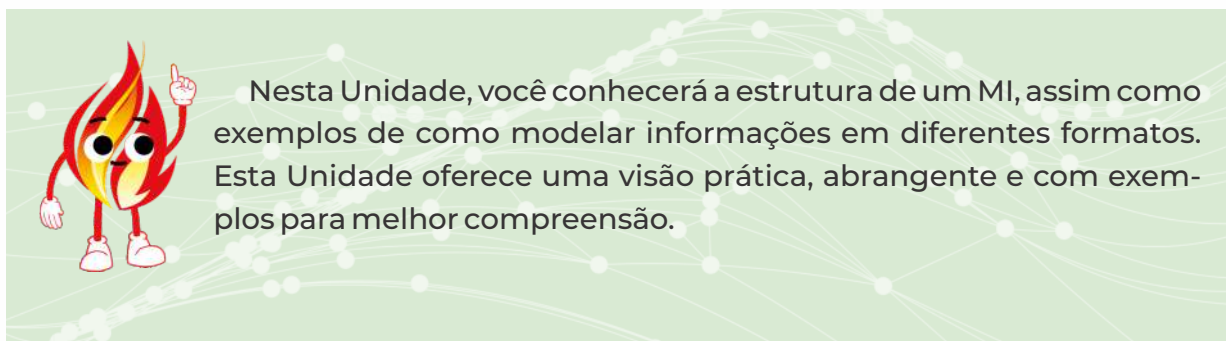 Nesta Unidade, você conhecerá a estrutura de um MI, assim como
exemplos de como modelar informações em diferentes formatos.
Esta Unidade oferece uma visão prática, abrangente e com exem-
plos para melhor compreensão.